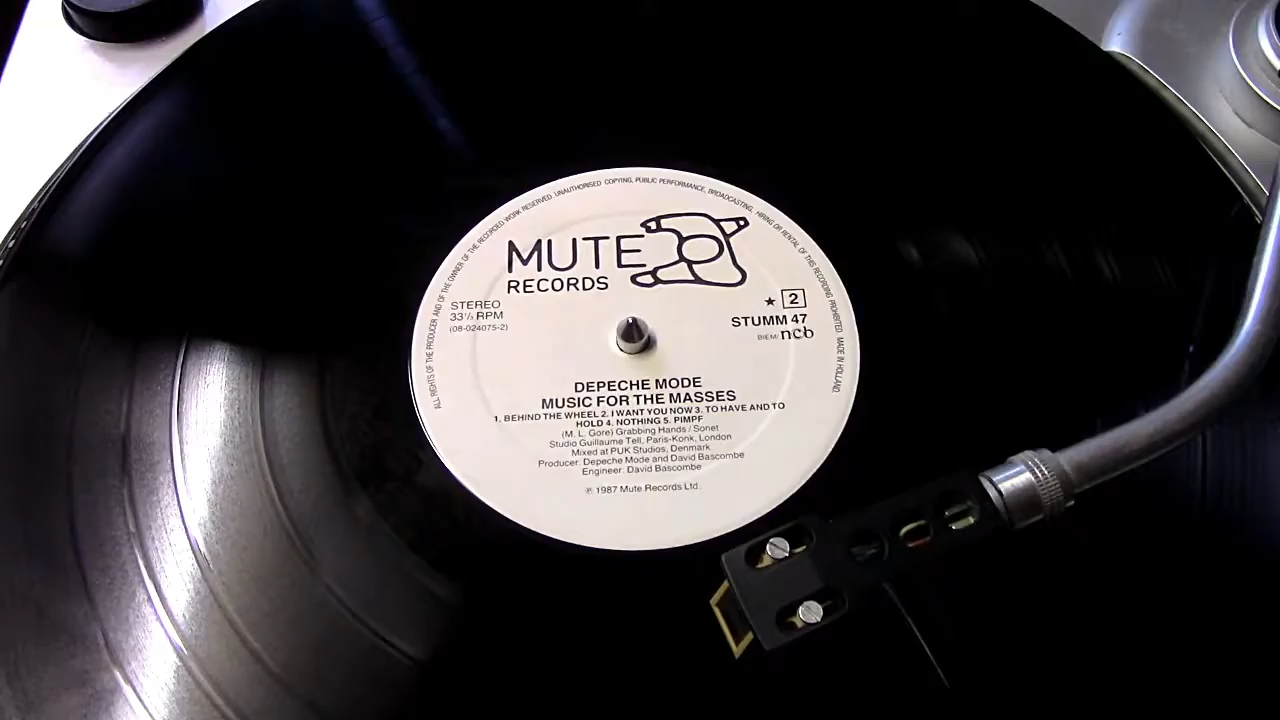 ALL RIGHTS OF THE PRODUCER AND OF THE OWNER OF THE RECORDED WORK RESERVED. UNAUTHORISED COPYING, PUBLIC PERFORMANCE, BROADCASTING, HIRING OR RENTAL OF THIS RECORDING PROHIBITED. MADE IN HOLLAND.
MUTE
RECORDS
STEREO
33⅓ RPM
(08-024075-2)
★ 2
STUMM 47
BIEM/ncb
DEPECHE MODE
MUSIC FOR THE MASSES
1. BEHIND THE WHEEL 2. I WANT YOU NOW 3. TO HAVE AND TO
HOLD 4. NOTHING 5. PIMPF
(M. L. Gore) Grabbing Hands / Sonet
Studio Guillaume Tell, Paris-Konk, London
Mixed at PUK Studios, Denmark
Producer: Depeche Mode and David Bascombe
Engineer: David Bascombe
℗ 1987 Mute Records Ltd.